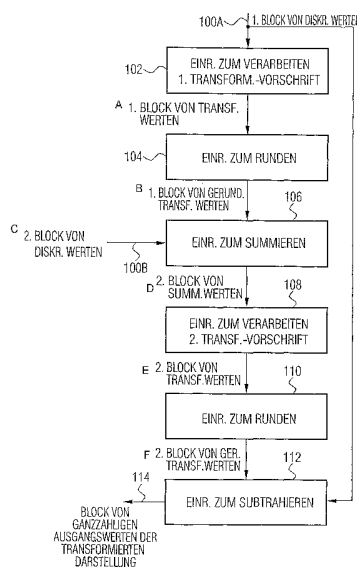 100A
1. BLOCK VON DISKR. WERTEN
102
EINR. ZUM VERARBEITEN
1. TRANSFORM.-VORSCHRIFT
A 1. BLOCK VON TRANSF.
WERTEN
104
EINR. ZUM RUNDEN
B 1. BLOCK VON GERUND.
TRANSF. WERTEN
106
C 2. BLOCK VON
DISKR. WERTEN
100B
EINR. ZUM SUMMIEREN
D 2. BLOCK VON
SUMM.WERTEN
108
EINR. ZUM VERARBEITEN
2. TRANSF.-VORSCHRIFT
E 2. BLOCK VON
TRANSF.WERTEN
110
EINR. ZUM RUNDEN
F 2. BLOCK VON GER.
TRANSF.WERTEN
112
114
EINR. ZUM SUBTRAHIEREN
BLOCK VON
GANZZAHLIGEN
AUSGANGSWERTEN DER
TRANSFORMIERTEN
DARSTELLUNG